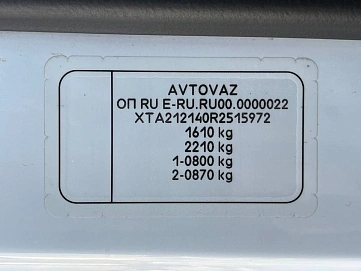 AVTOVAZ
ОП RU E-RU.RU00.0000022
XTA212140R2515972
1610 kg
2210 kg
1-0800 kg
2-0870 kg